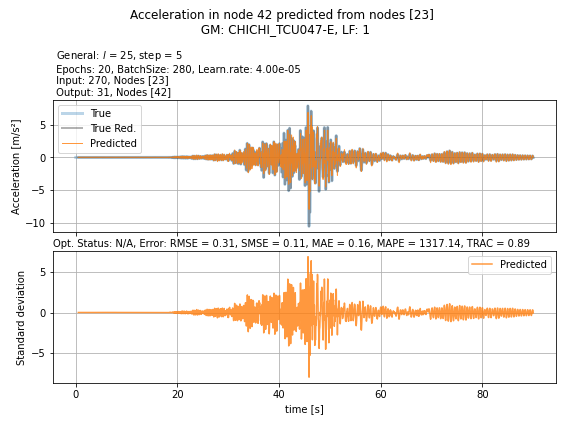 Acceleration in node 42 predicted from nodes [23]
GM: CHICHI_TCU047-E, LF: 1
General: l = 25, step = 5
Epochs: 20, BatchSize: 280, Learn.rate: 4.00e-05
Input: 270, Nodes [23]
Output: 31, Nodes [42]
Acceleration [m/s²]
5
0
−5
−10
True
True Red.
Predicted
Opt. Status: N/A, Error: RMSE = 0.31, SMSE = 0.11, MAE = 0.16, MAPE = 1317.14, TRAC = 0.89
Standard deviation
5
0
−5
Predicted
0 20 40 60 80
time [s]